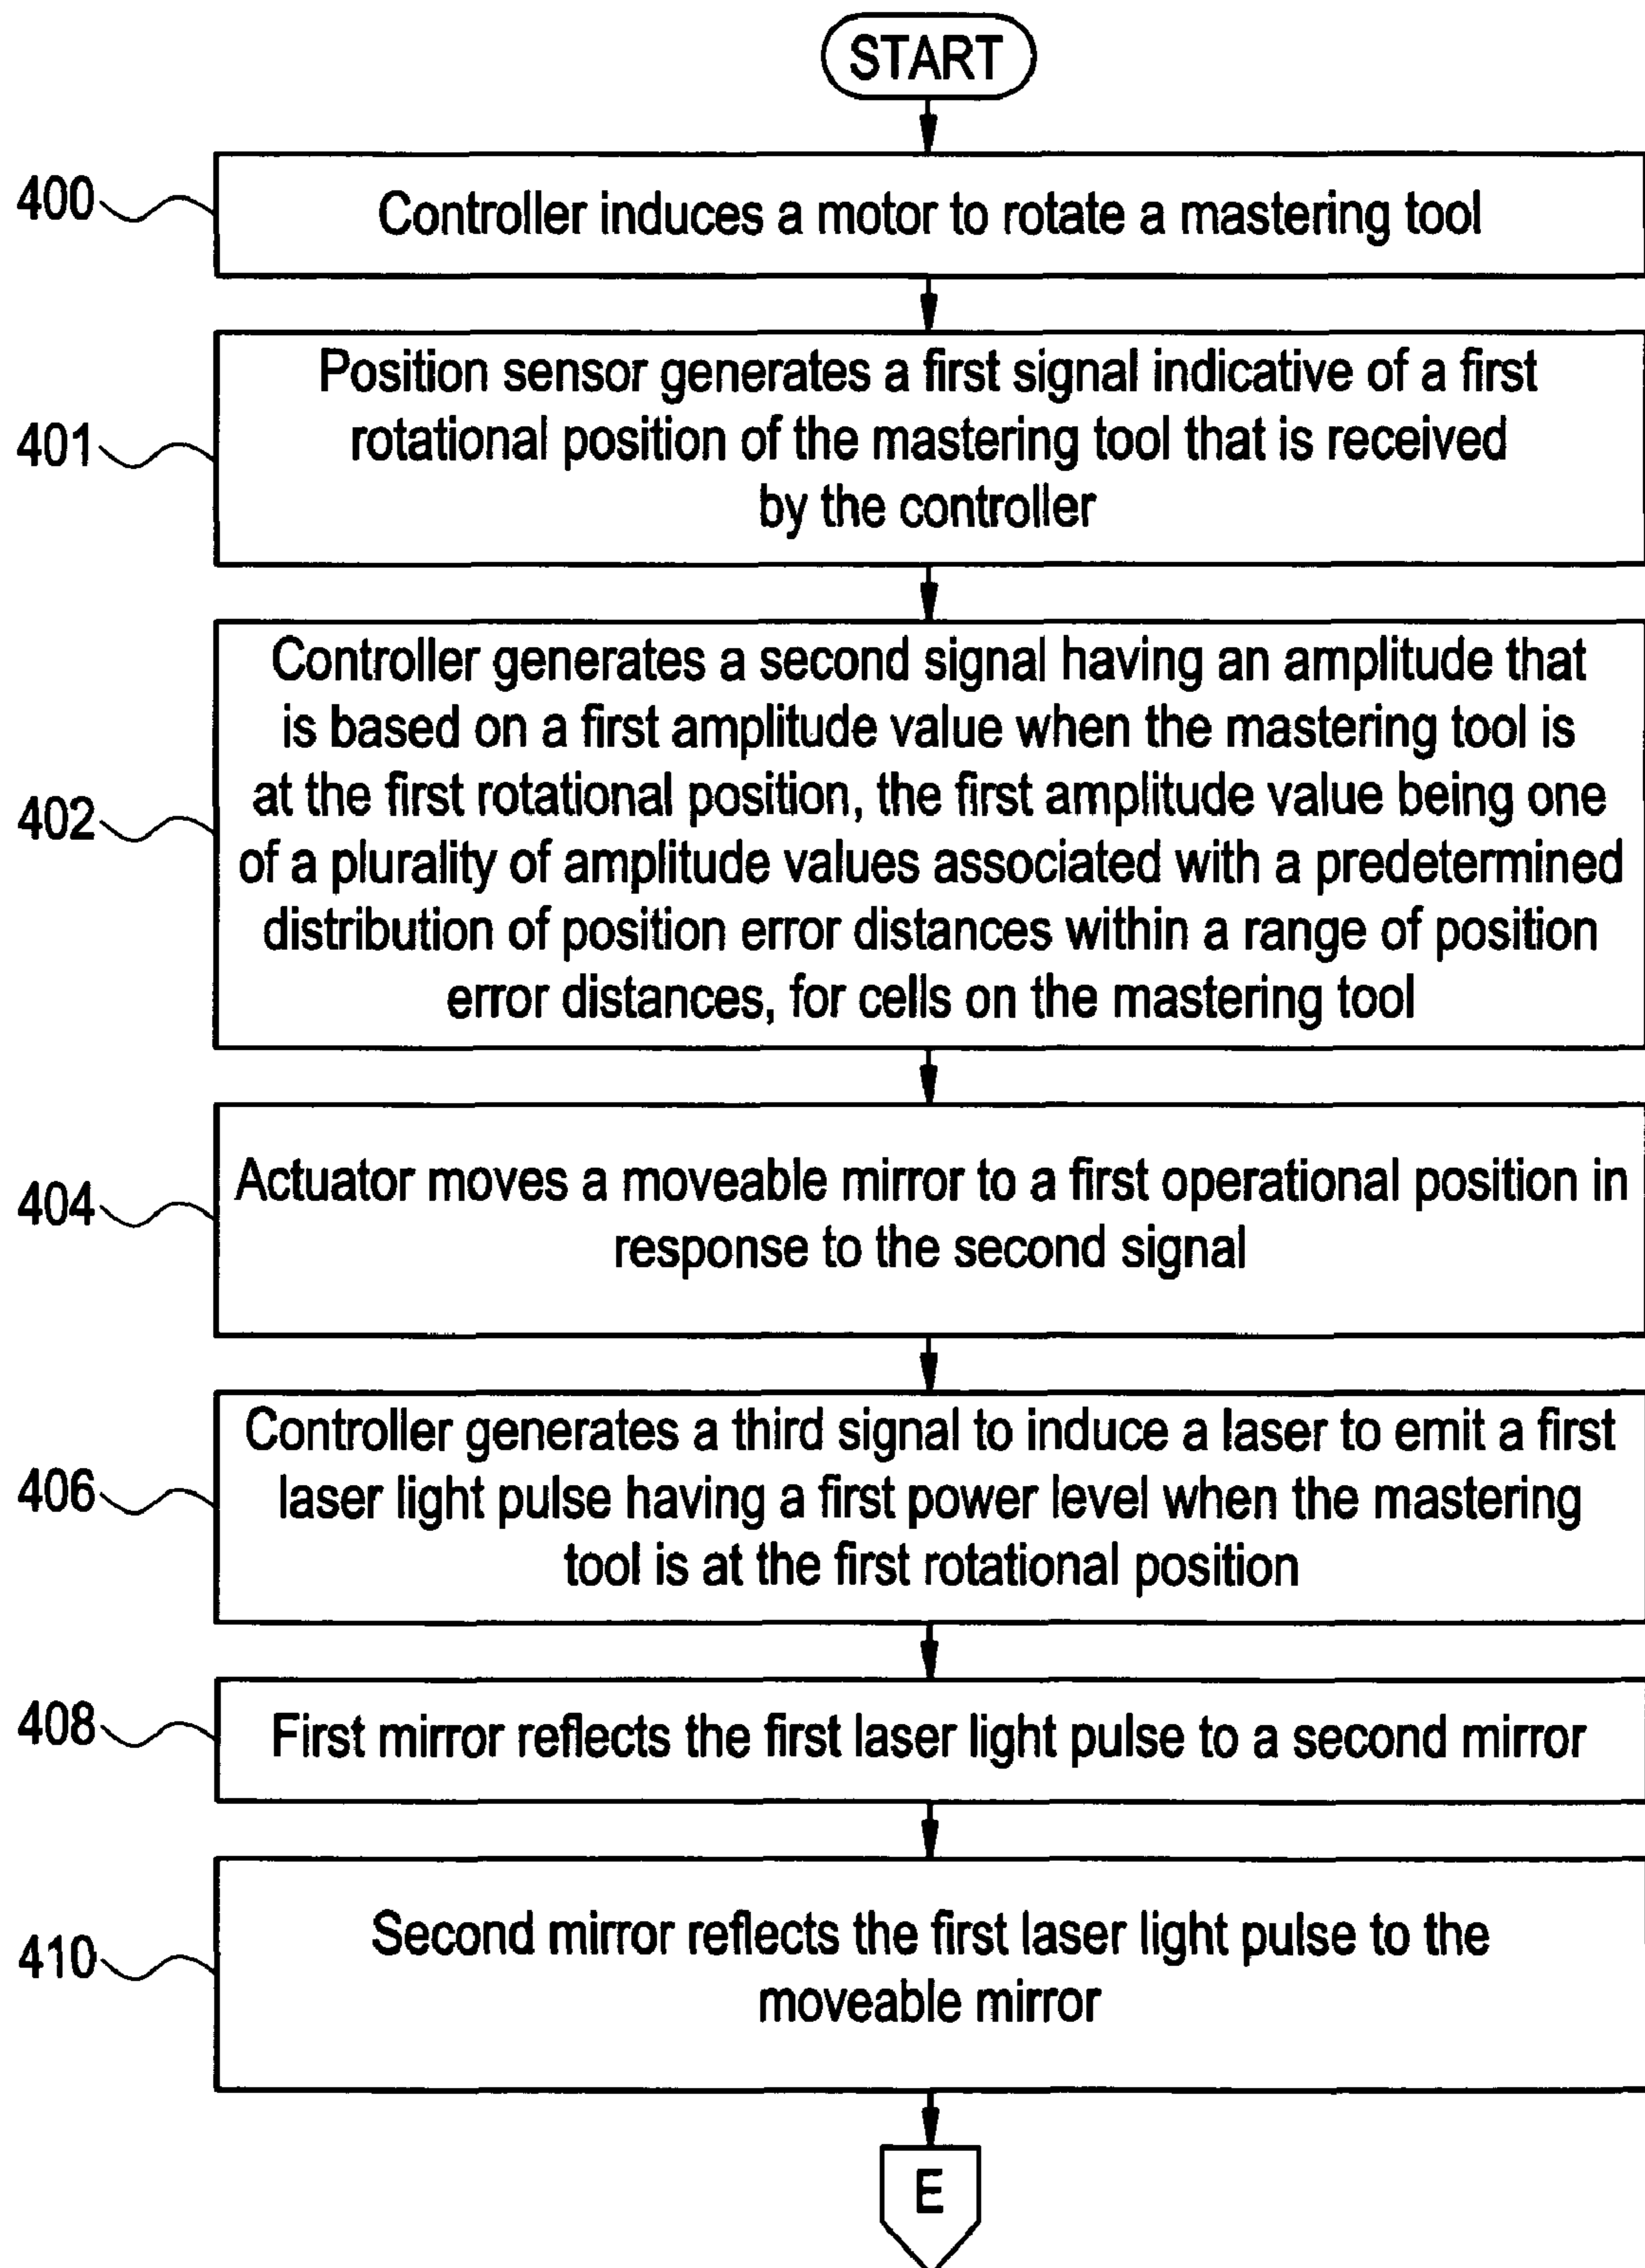 START
400
Controller induces a motor to rotate a mastering tool
401
Position sensor generates a first signal indicative of a first
rotational position of the mastering tool that is received
by the controller
402
Controller generates a second signal having an amplitude that
is based on a first amplitude value when the mastering tool is
at the first rotational position, the first amplitude value being one
of a plurality of amplitude values associated with a predetermined
distribution of position error distances within a range of position
error distances, for cells on the mastering tool
404
Actuator moves a moveable mirror to a first operational position in
response to the second signal
406
Controller generates a third signal to induce a laser to emit a first
laser light pulse having a first power level when the mastering
tool is at the first rotational position
408
First mirror reflects the first laser light pulse to a second mirror
410
Second mirror reflects the first laser light pulse to the
moveable mirror
E